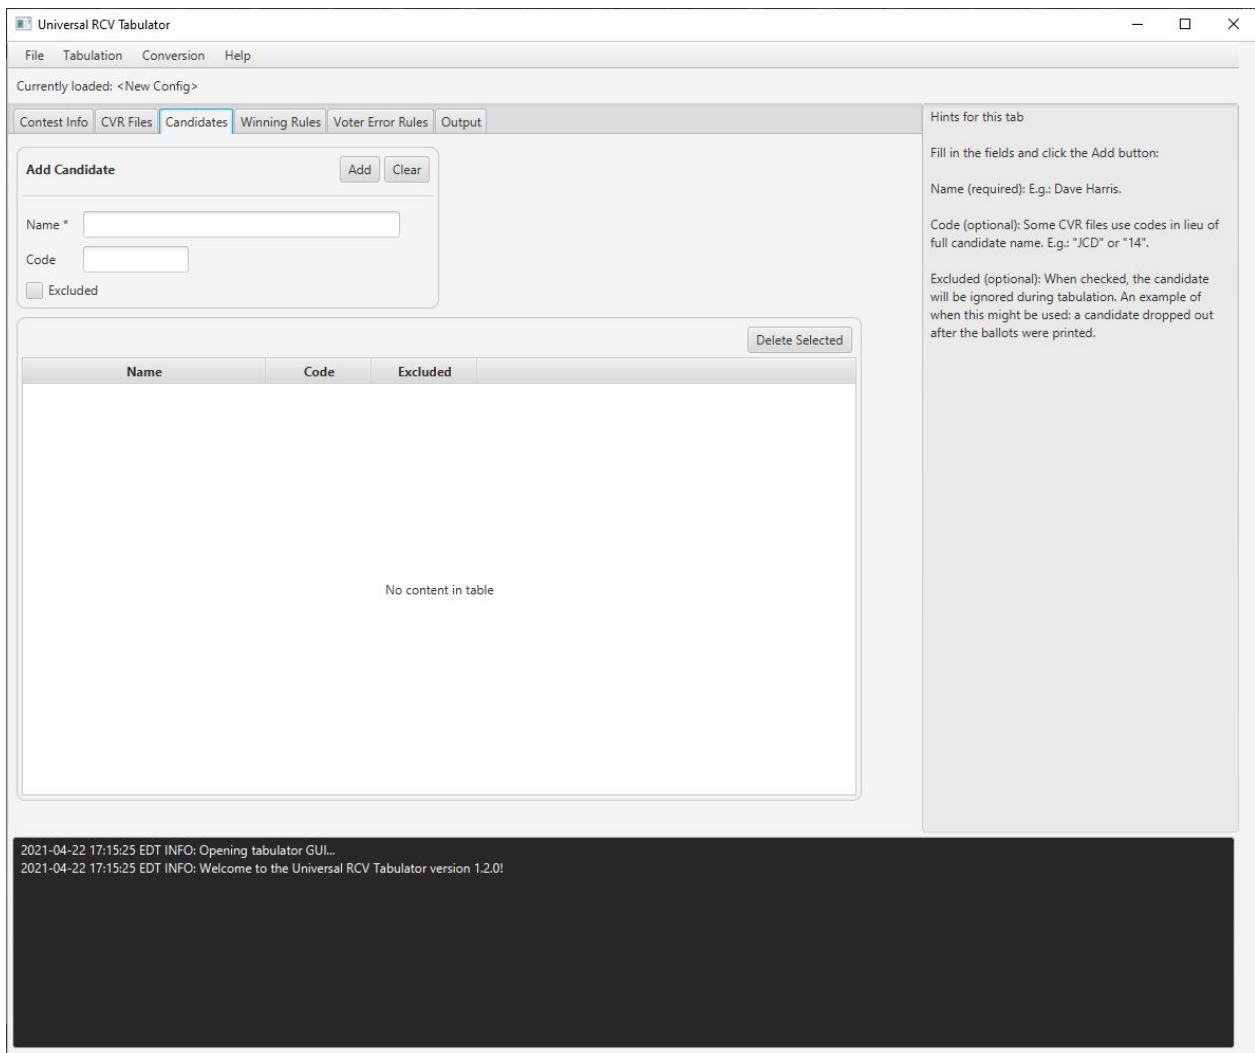 Universal RCV Tabulator
File Tabulation Conversion Help
Currently loaded: <New Config>
Contest Info CVR Files Candidates Winning Rules Voter Error Rules Output
Add Candidate Add Clear
Name *
Code
Excluded
Delete Selected
Name Code Excluded
No content in table
Hints for this tab
Fill in the fields and click the Add button:
Name (required): E.g.: Dave Harris.
Code (optional): Some CVR files use codes in lieu of
full candidate name. E.g.: "JCD" or "14".
Excluded (optional): When checked, the candidate
will be ignored during tabulation. An example of
when this might be used: a candidate dropped out
after the ballots were printed.
2021-04-22 17:15:25 EDT INFO: Opening tabulator GUI...
2021-04-22 17:15:25 EDT INFO: Welcome to the Universal RCV Tabulator version 1.2.0!